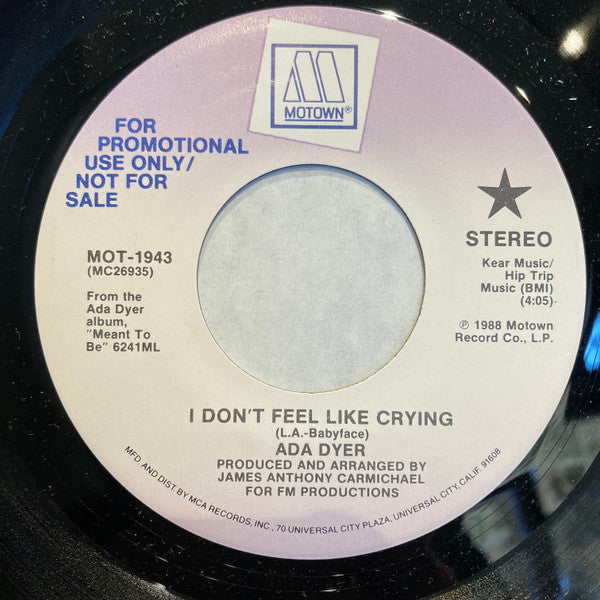 MOTOWN®
FOR
PROMOTIONAL
USE ONLY/
NOT FOR
SALE
MOT-1943
(MC26935)
From the
Ada Dyer
album,
"Meant To
Be" 6241ML
STEREO
Kear Music/
Hip Trip
Music (BMI)
(4:05)
℗ 1988 Motown
Record Co., L.P.
I DON'T FEEL LIKE CRYING
(L.A.-Babyface)
ADA DYER
PRODUCED AND ARRANGED BY
JAMES ANTHONY CARMICHAEL
FOR FM PRODUCTIONS
MFD. AND DIST BY MCA RECORDS, INC., 70 UNIVERSAL CITY PLAZA, UNIVERSAL CITY, CALIF. 91608